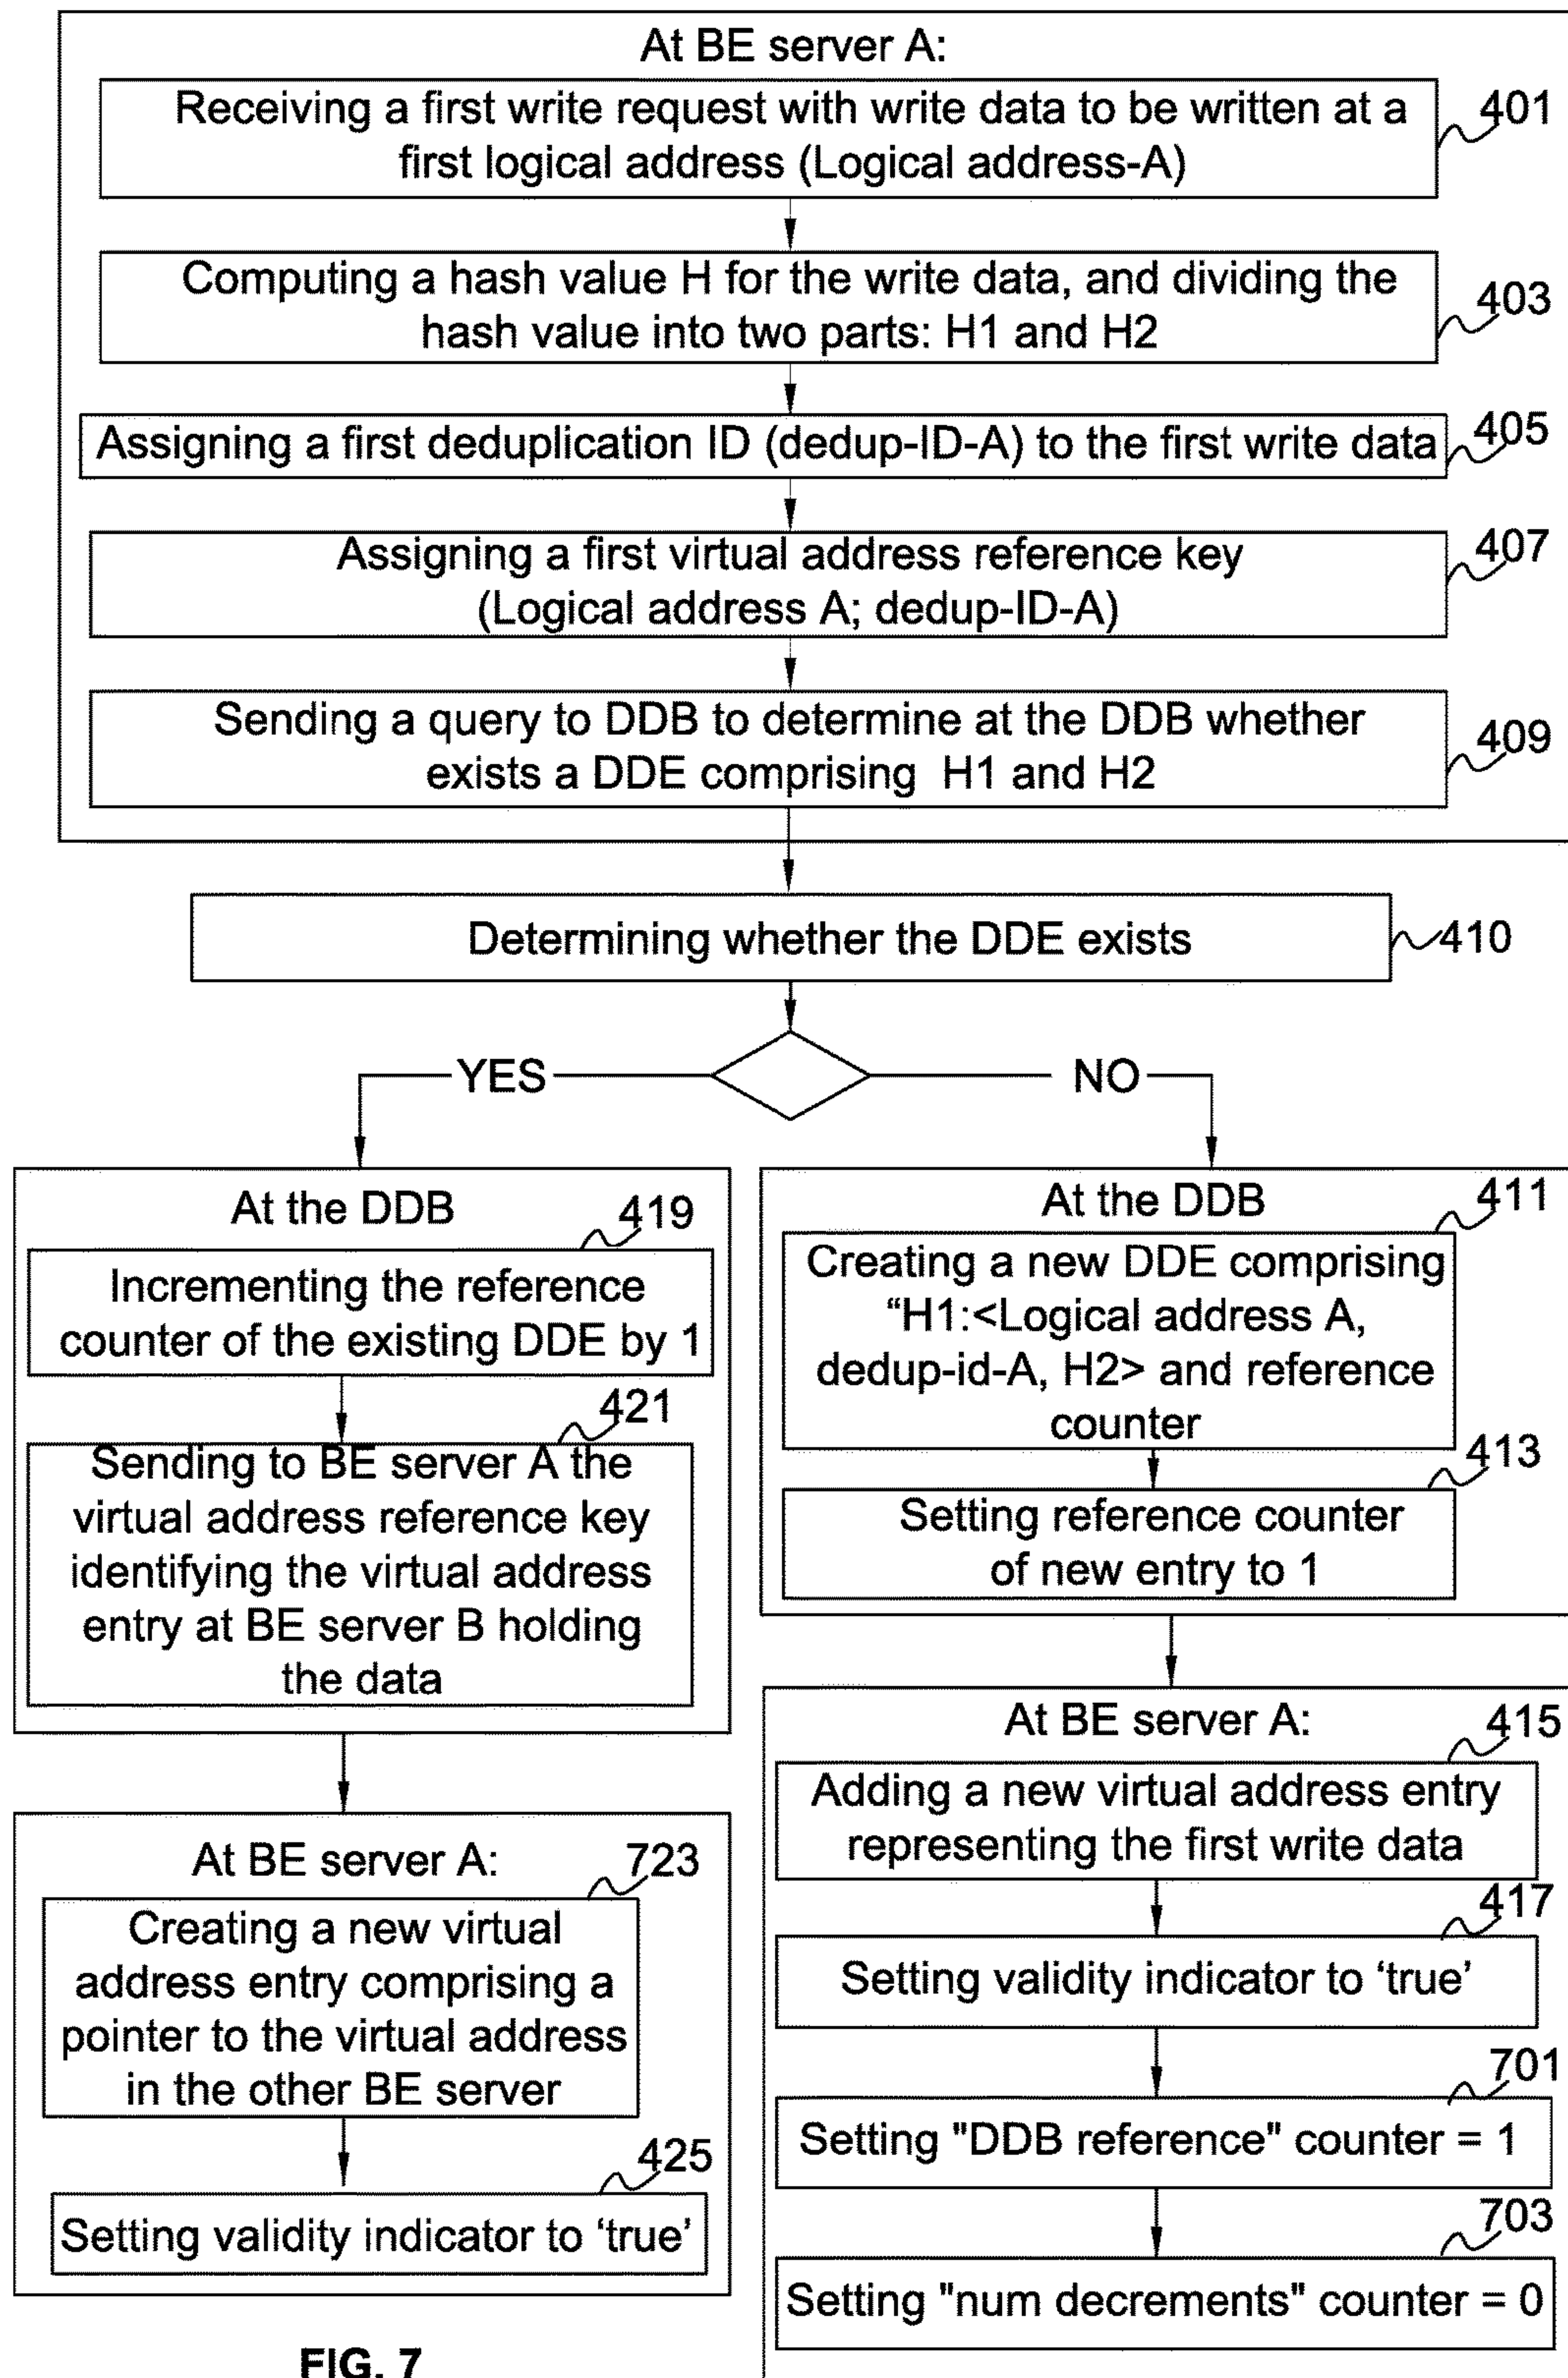 At BE server A:
Receiving a first write request with write data to be written at a
first logical address (Logical address-A)
401
Computing a hash value H for the write data, and dividing the
hash value into two parts: H1 and H2
403
Assigning a first deduplication ID (dedup-ID-A) to the first write data
405
Assigning a first virtual address reference key
(Logical address A; dedup-ID-A)
407
Sending a query to DDB to determine at the DDB whether
exists a DDE comprising H1 and H2
409
Determining whether the DDE exists
410
YES
NO
At the DDB
419
Incrementing the reference
counter of the existing DDE by 1
421
Sending to BE server A the
virtual address reference key
identifying the virtual address
entry at BE server B holding
the data
At BE server A:
723
Creating a new virtual
address entry comprising a
pointer to the virtual address
in the other BE server
425
Setting validity indicator to ‘true’
At the DDB
411
Creating a new DDE comprising
“H1:<Logical address A,
dedup-id-A, H2> and reference
counter
413
Setting reference counter
of new entry to 1
At BE server A:
415
Adding a new virtual address entry
representing the first write data
417
Setting validity indicator to ‘true’
701
Setting "DDB reference" counter = 1
703
Setting "num decrements" counter = 0
FIG. 7